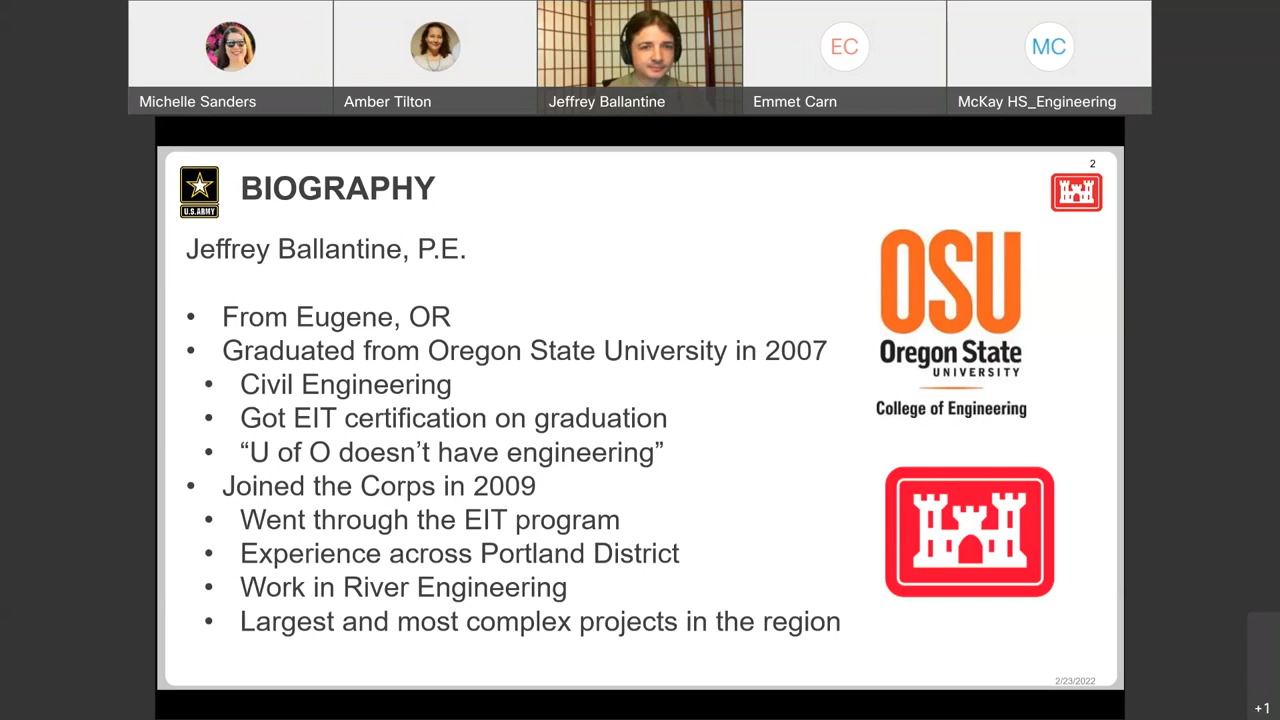 EC
MC
Michelle Sanders
Amber Tilton
Jeffrey Ballantine
Emmet Carn
McKay HS_Engineering
2
U.S.ARMY
BIOGRAPHY
Jeffrey Ballantine, P.E.
• From Eugene, OR
• Graduated from Oregon State University in 2007
• Civil Engineering
• Got EIT certification on graduation
• “U of O doesn’t have engineering”
• Joined the Corps in 2009
• Went through the EIT program
• Experience across Portland District
• Work in River Engineering
• Largest and most complex projects in the region
OSU
Oregon State
UNIVERSITY
College of Engineering
2/23/2022
+1